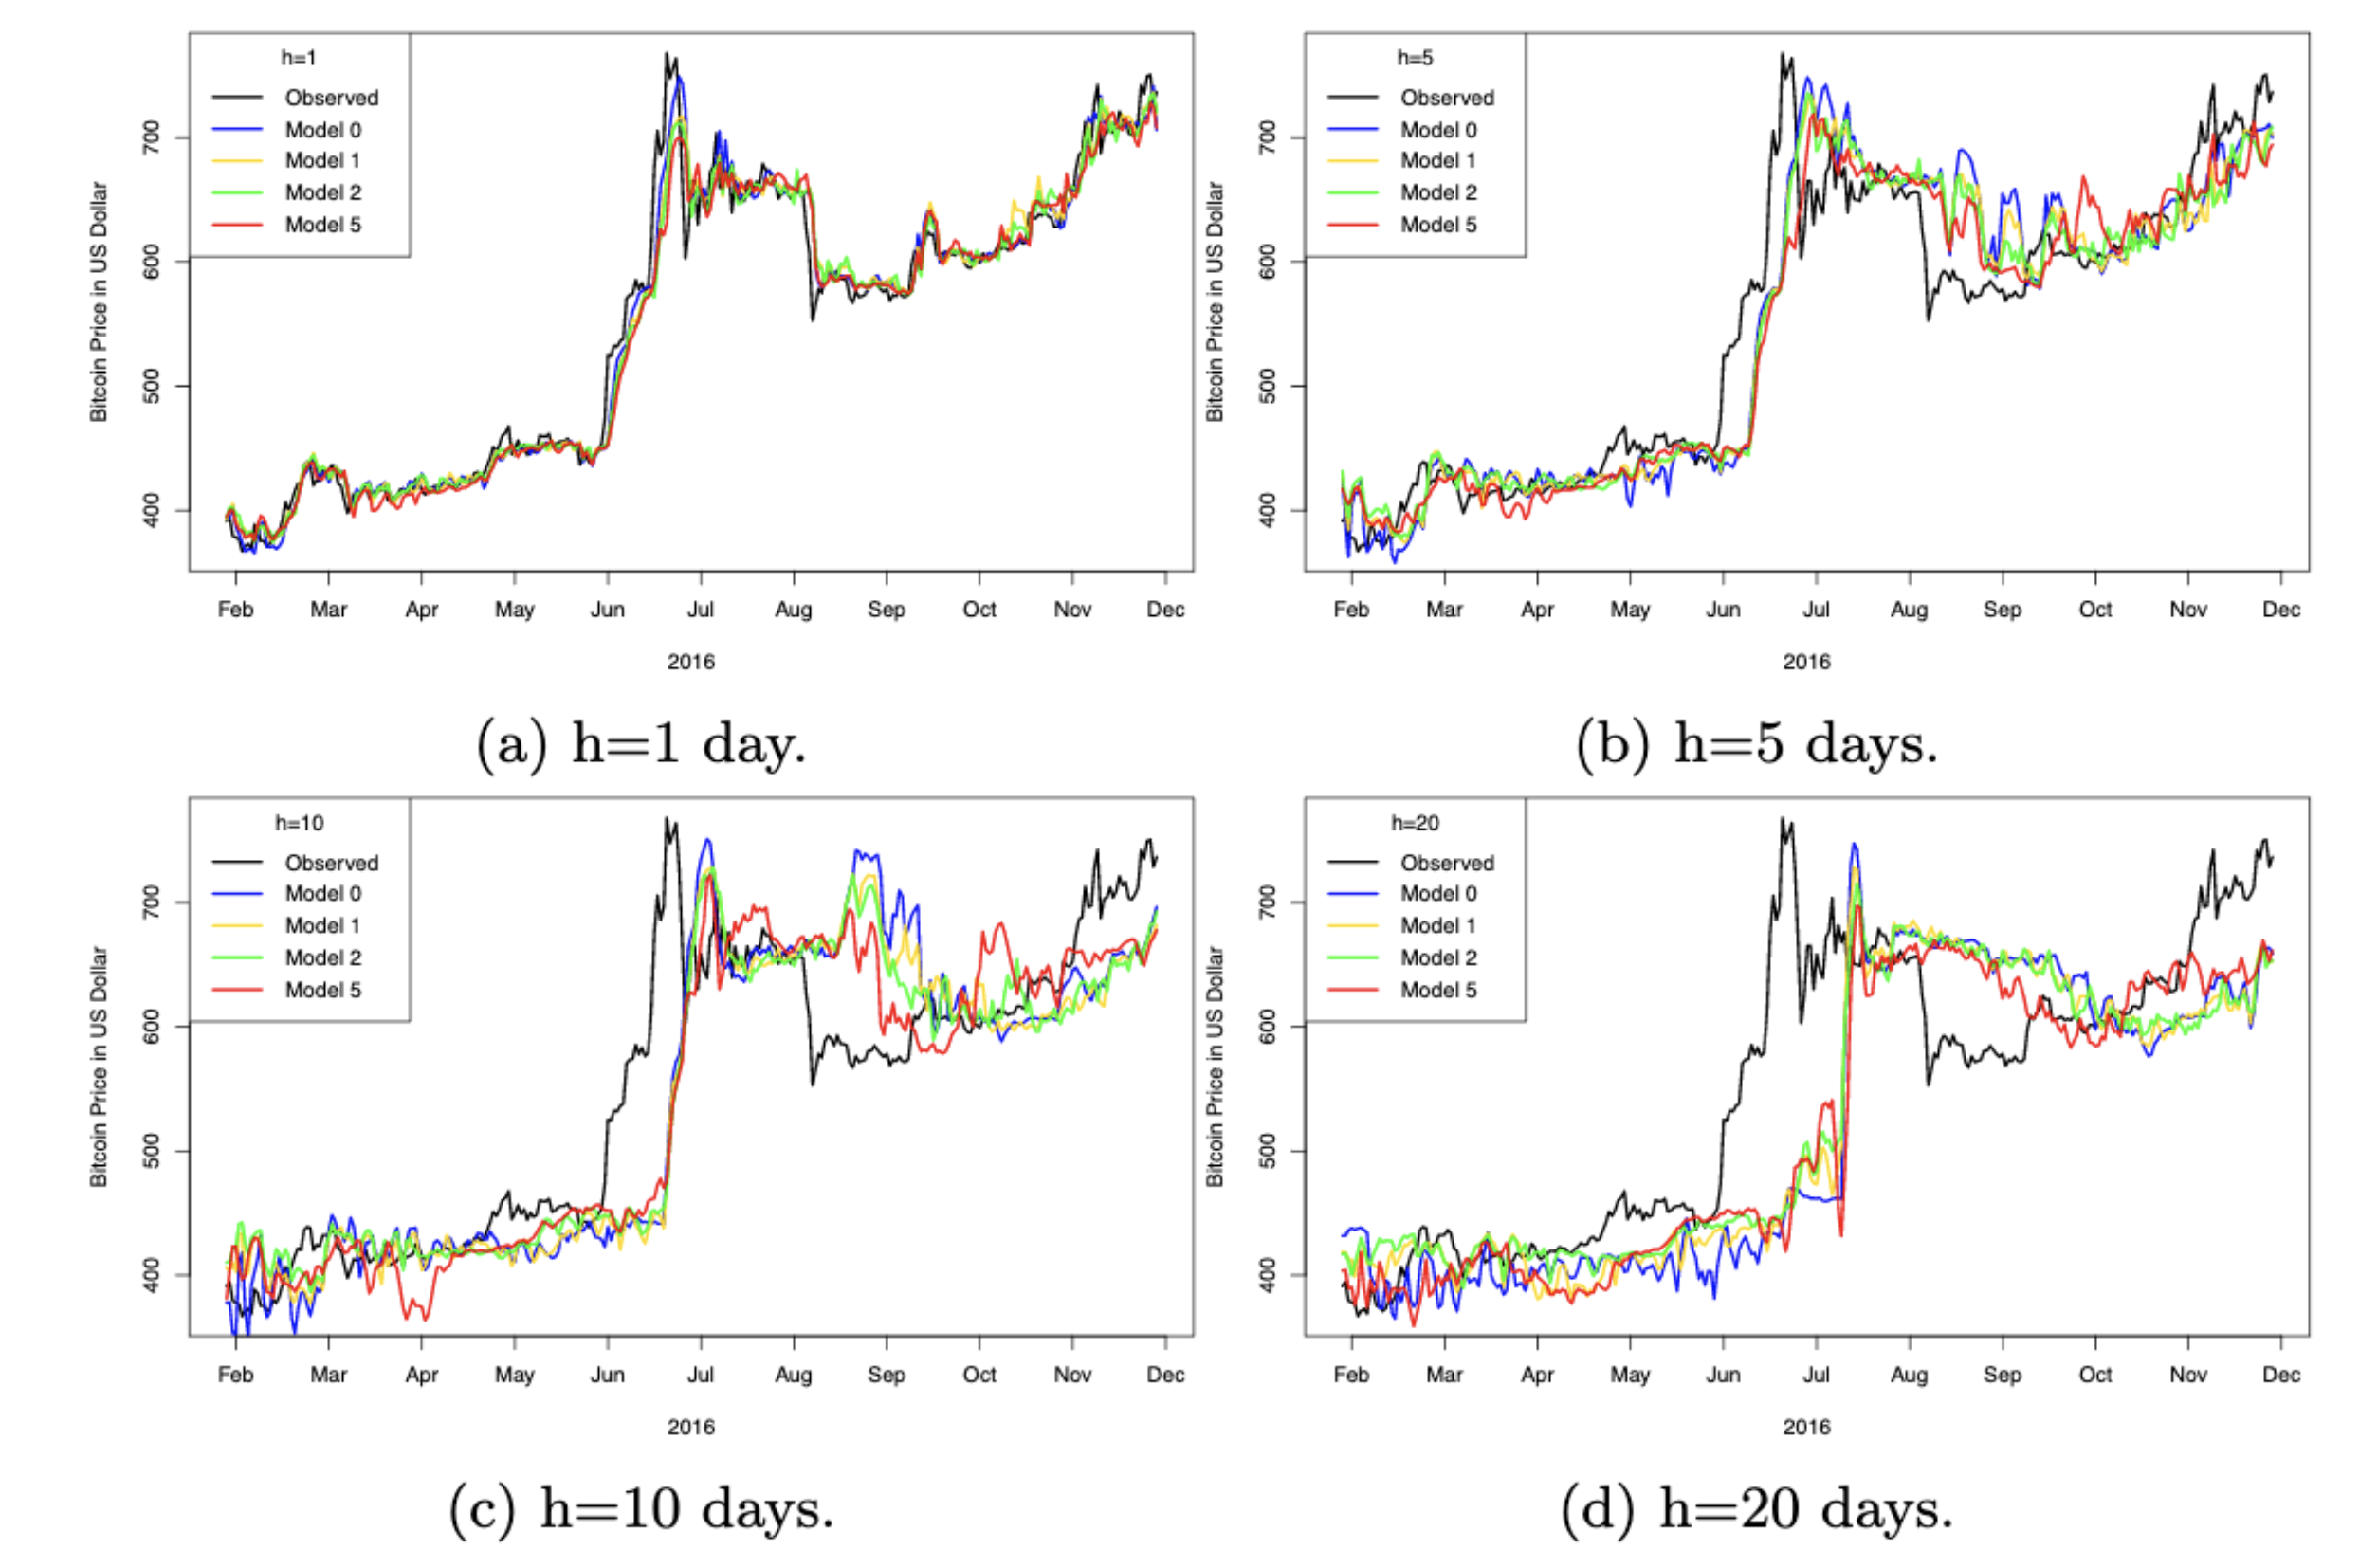 h=1
Observed
Model 0
Model 1
Model 2
Model 5
Bitcoin Price in US Dollar
700
600
500
400
Feb Mar Apr May Jun Jul Aug Sep Oct Nov Dec
2016
(a) h=1 day.
h=5
Observed
Model 0
Model 1
Model 2
Model 5
Bitcoin Price in US Dollar
700
600
500
400
Feb Mar Apr May Jun Jul Aug Sep Oct Nov Dec
2016
(b) h=5 days.
h=10
Observed
Model 0
Model 1
Model 2
Model 5
Bitcoin Price in US Dollar
700
600
500
400
Feb Mar Apr May Jun Jul Aug Sep Oct Nov Dec
2016
(c) h=10 days.
h=20
Observed
Model 0
Model 1
Model 2
Model 5
Bitcoin Price in US Dollar
700
600
500
400
Feb Mar Apr May Jun Jul Aug Sep Oct Nov Dec
2016
(d) h=20 days.